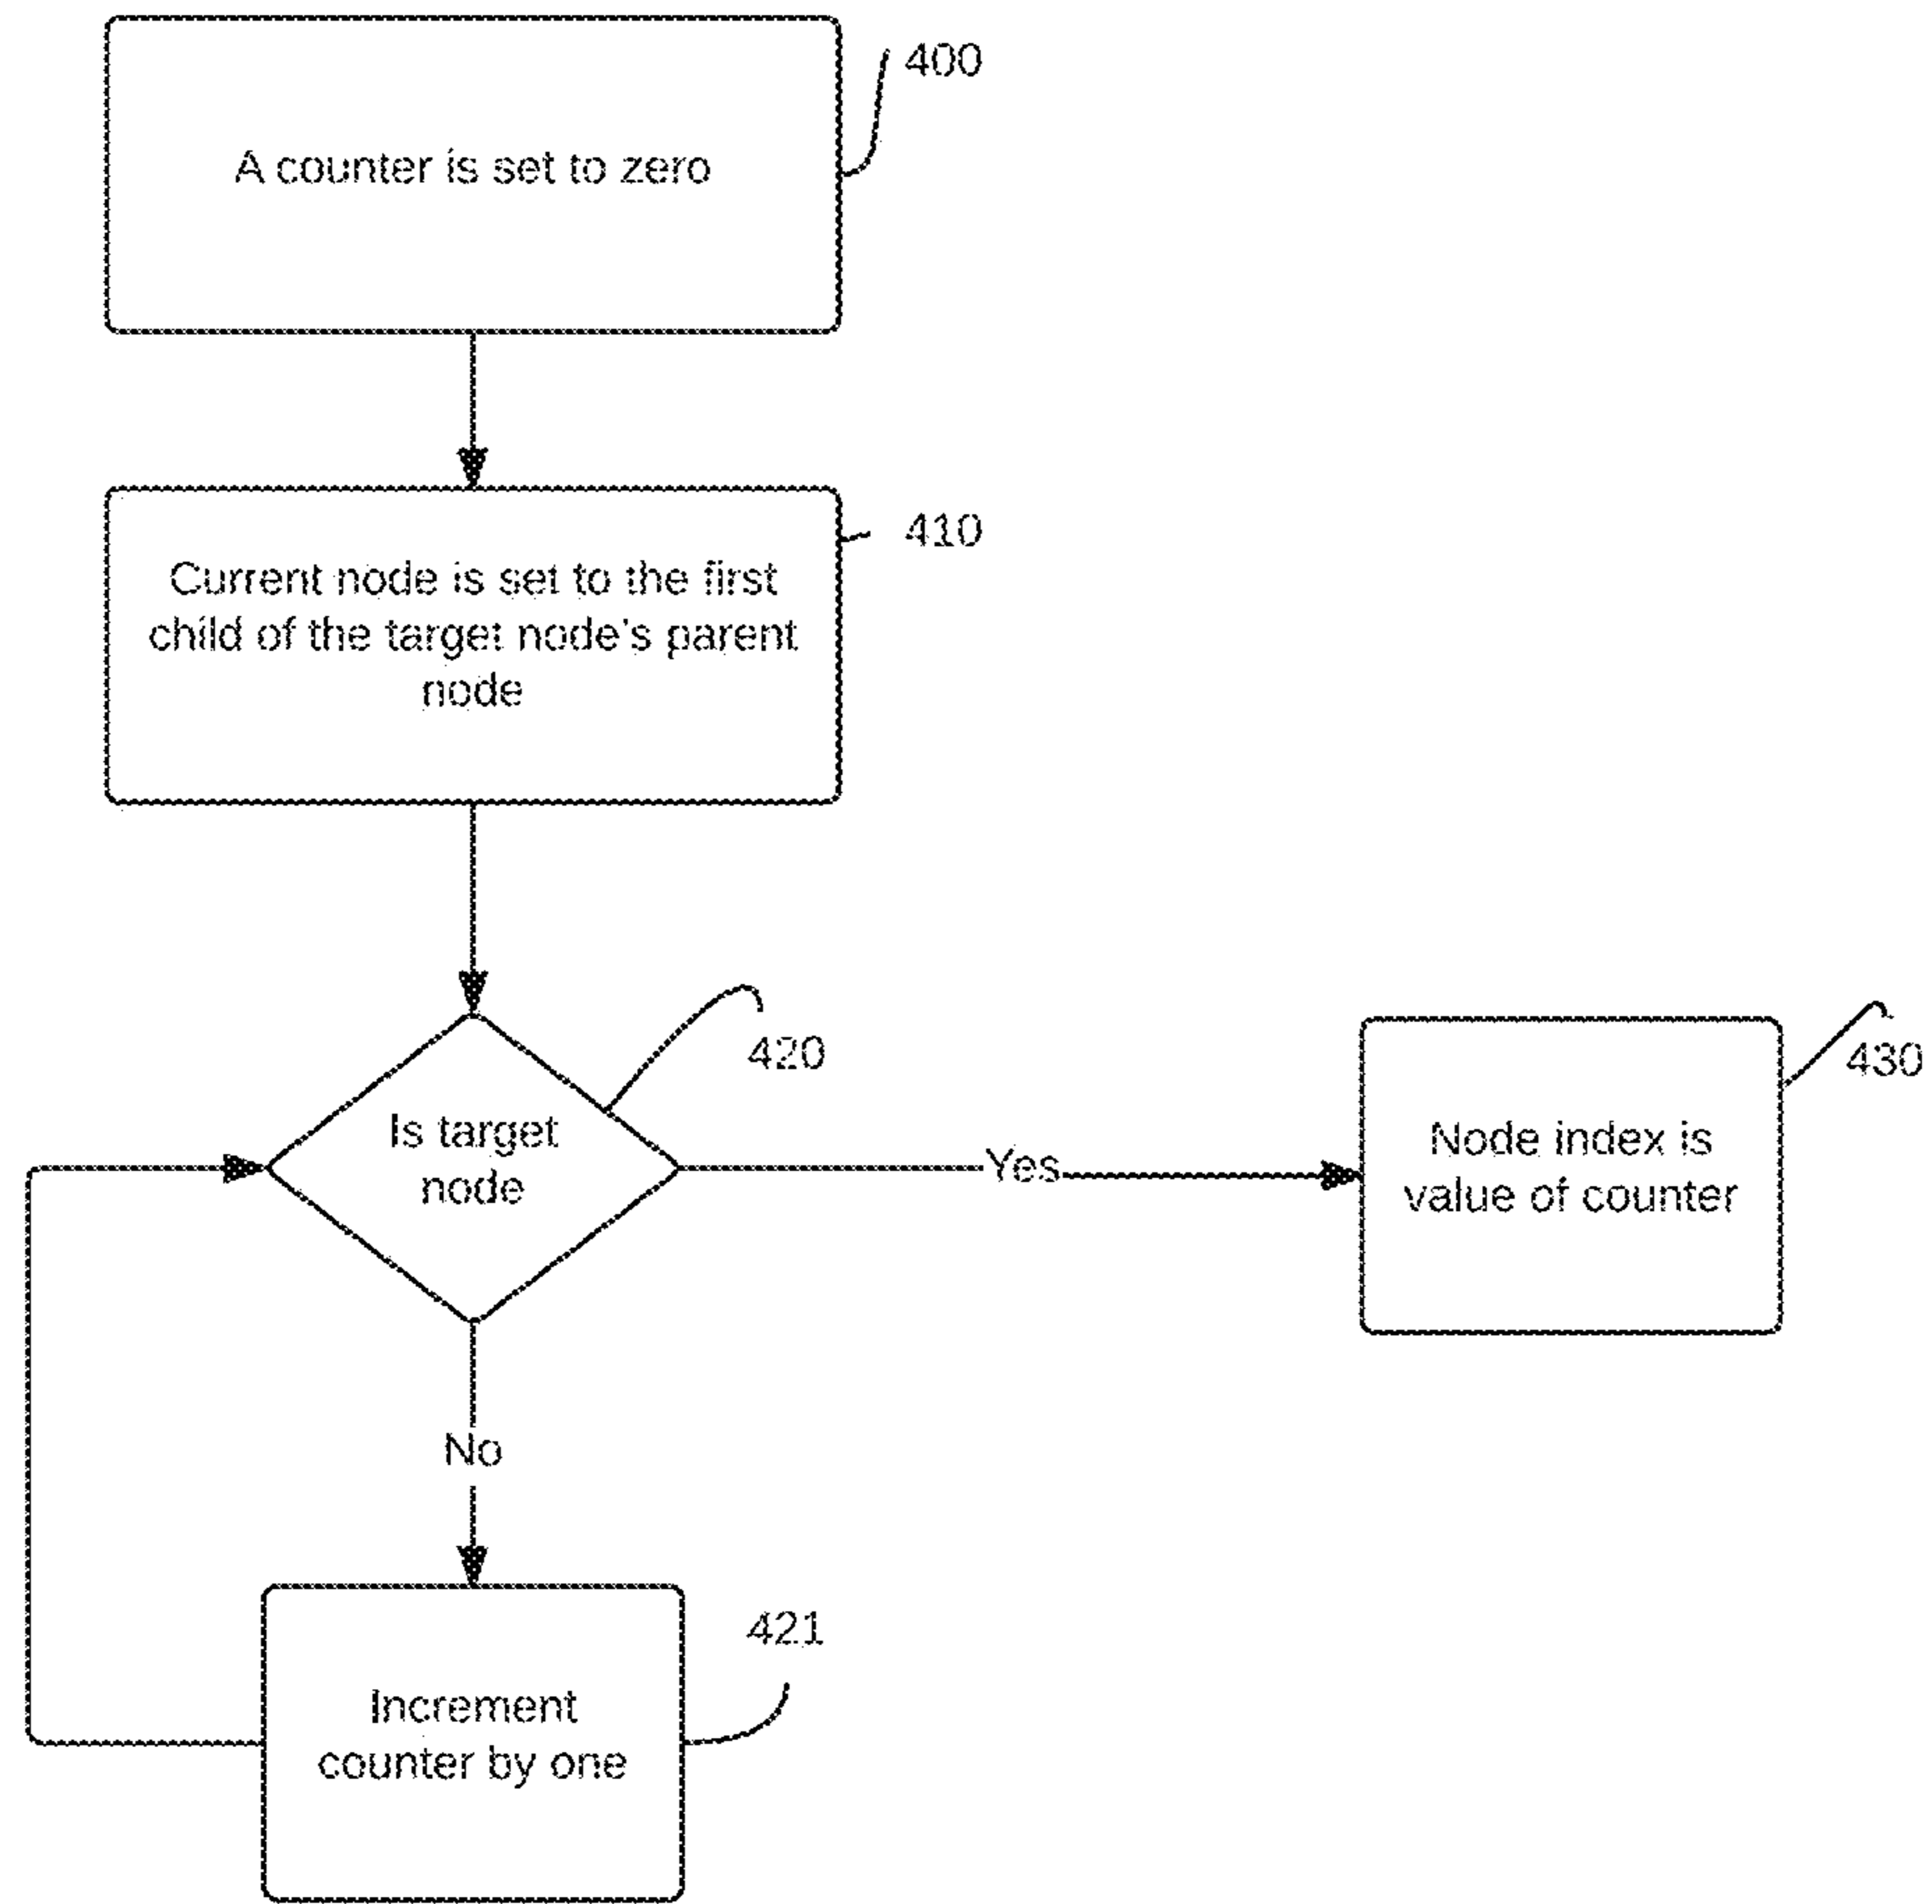 400
A counter is set to zero
410
Current node is set to the first
child of the target node's parent
node
420
Is target
node
Yes
430
Node index is
value of counter
No
421
Increment
counter by one